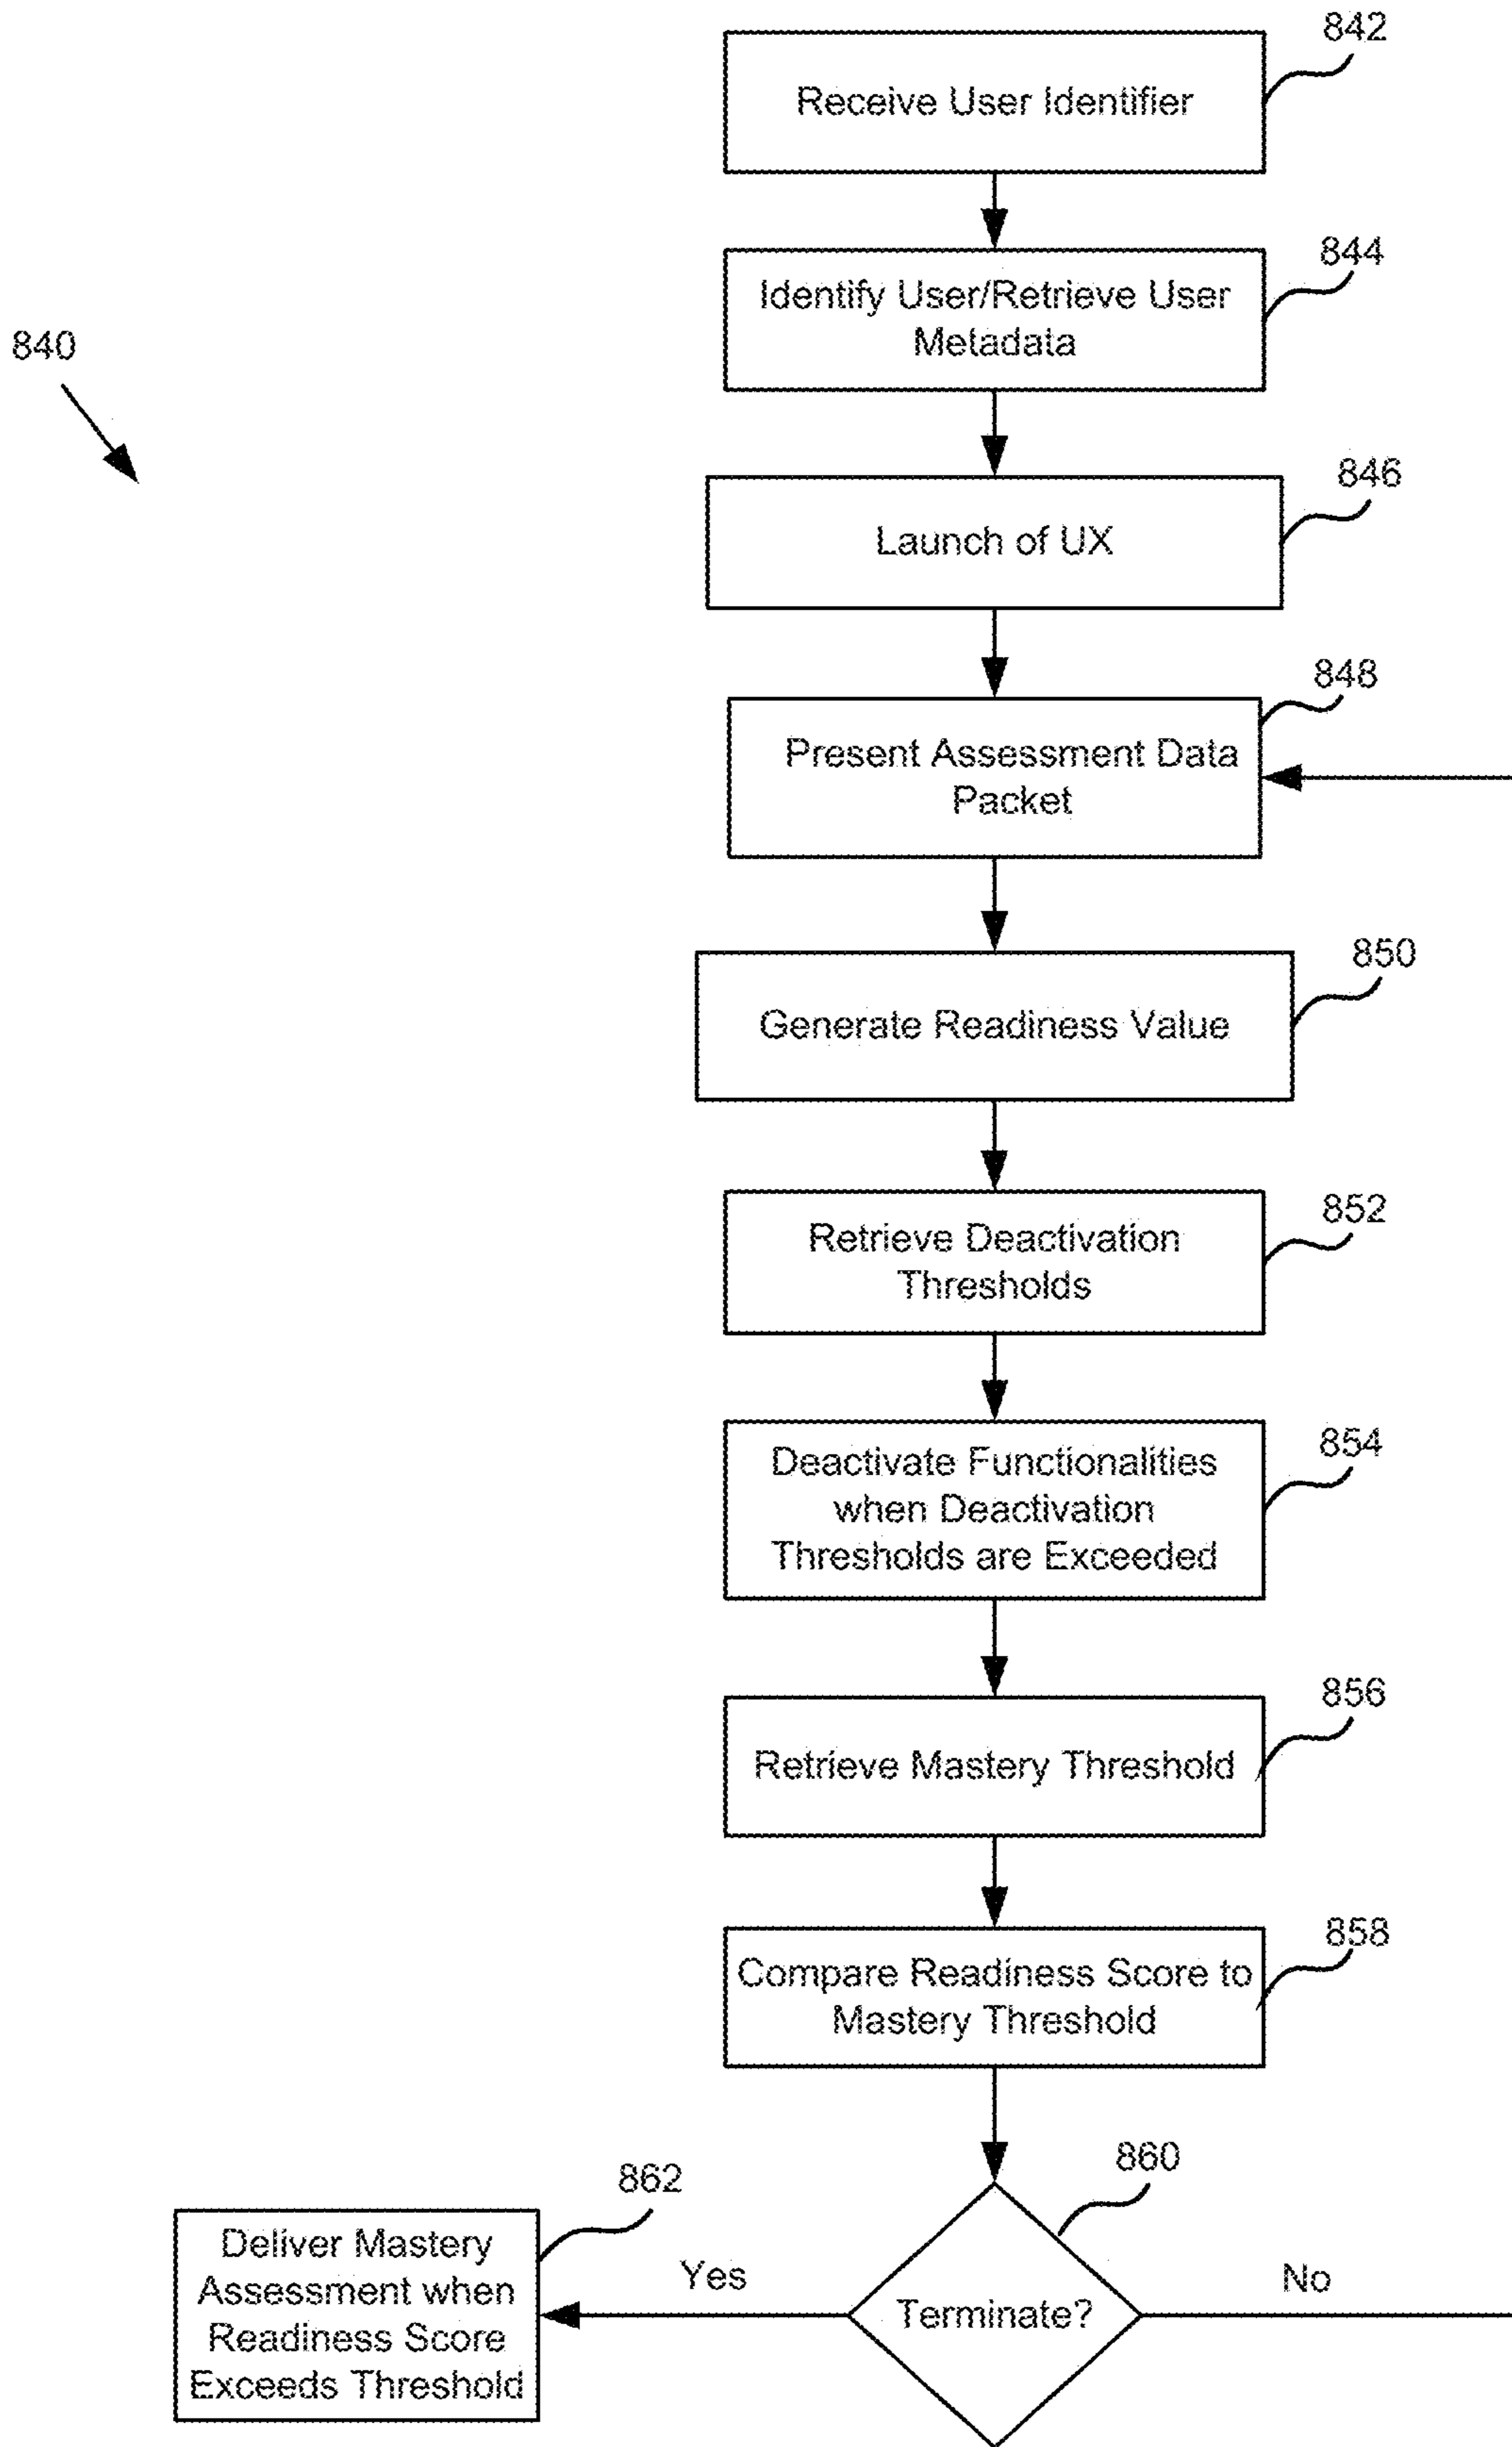 842
Receive User Identifier
844
Identify User/Retrieve User
Metadata
840
846
Launch of UX
848
Present Assessment Data
Packet
850
Generate Readiness Value
852
Retrieve Deactivation
Thresholds
854
Deactivate Functionalities
when Deactivation
Thresholds are Exceeded
856
Retrieve Mastery Threshold
858
Compare Readiness Score to
Mastery Threshold
860
862
Deliver Mastery
Assessment when
Readiness Score
Exceeds Threshold
Yes
Terminate?
No